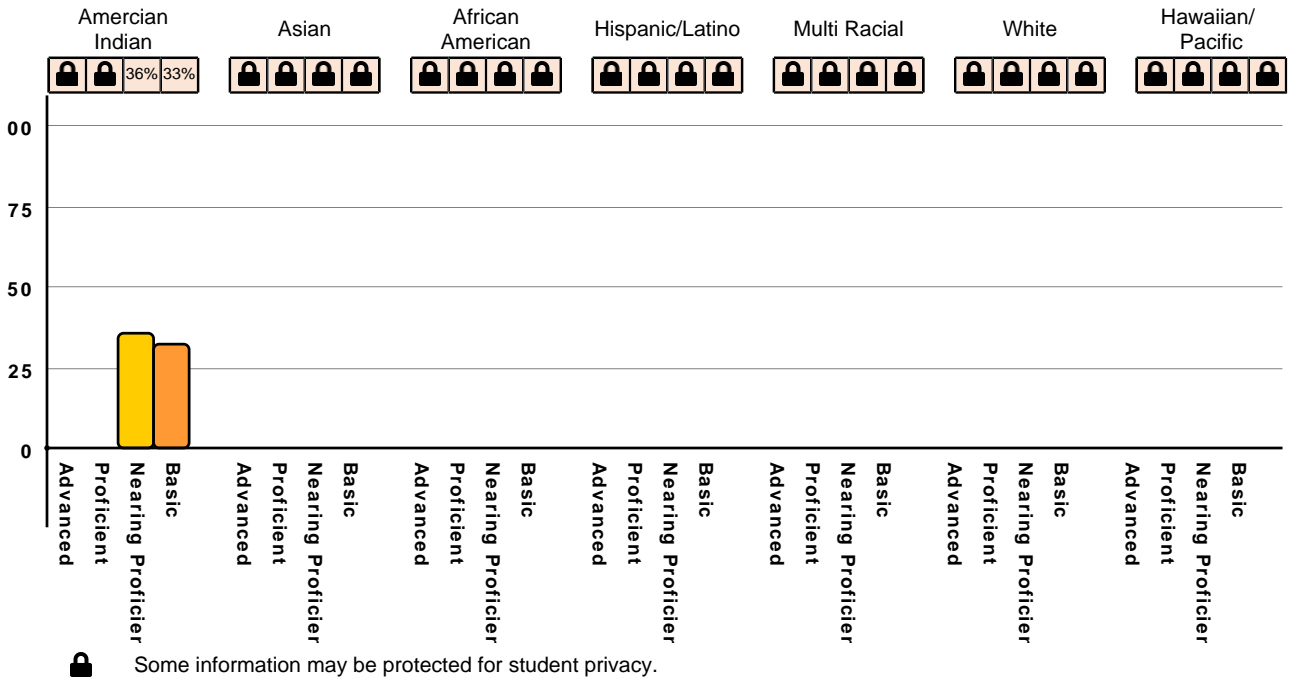 Amercian
Indian
Asian
African
American
Hispanic/Latino
Multi Racial
White
Hawaiian/
Pacific
36% 33%
00
75
50
25
0
Advanced
Proficient
Nearing Proficier
Basic
Advanced
Proficient
Nearing Proficier
Basic
Advanced
Proficient
Nearing Proficier
Basic
Advanced
Proficient
Nearing Proficier
Basic
Advanced
Proficient
Nearing Proficier
Basic
Advanced
Proficient
Nearing Proficier
Basic
Advanced
Proficient
Nearing Proficier
Basic
Some information may be protected for student privacy.